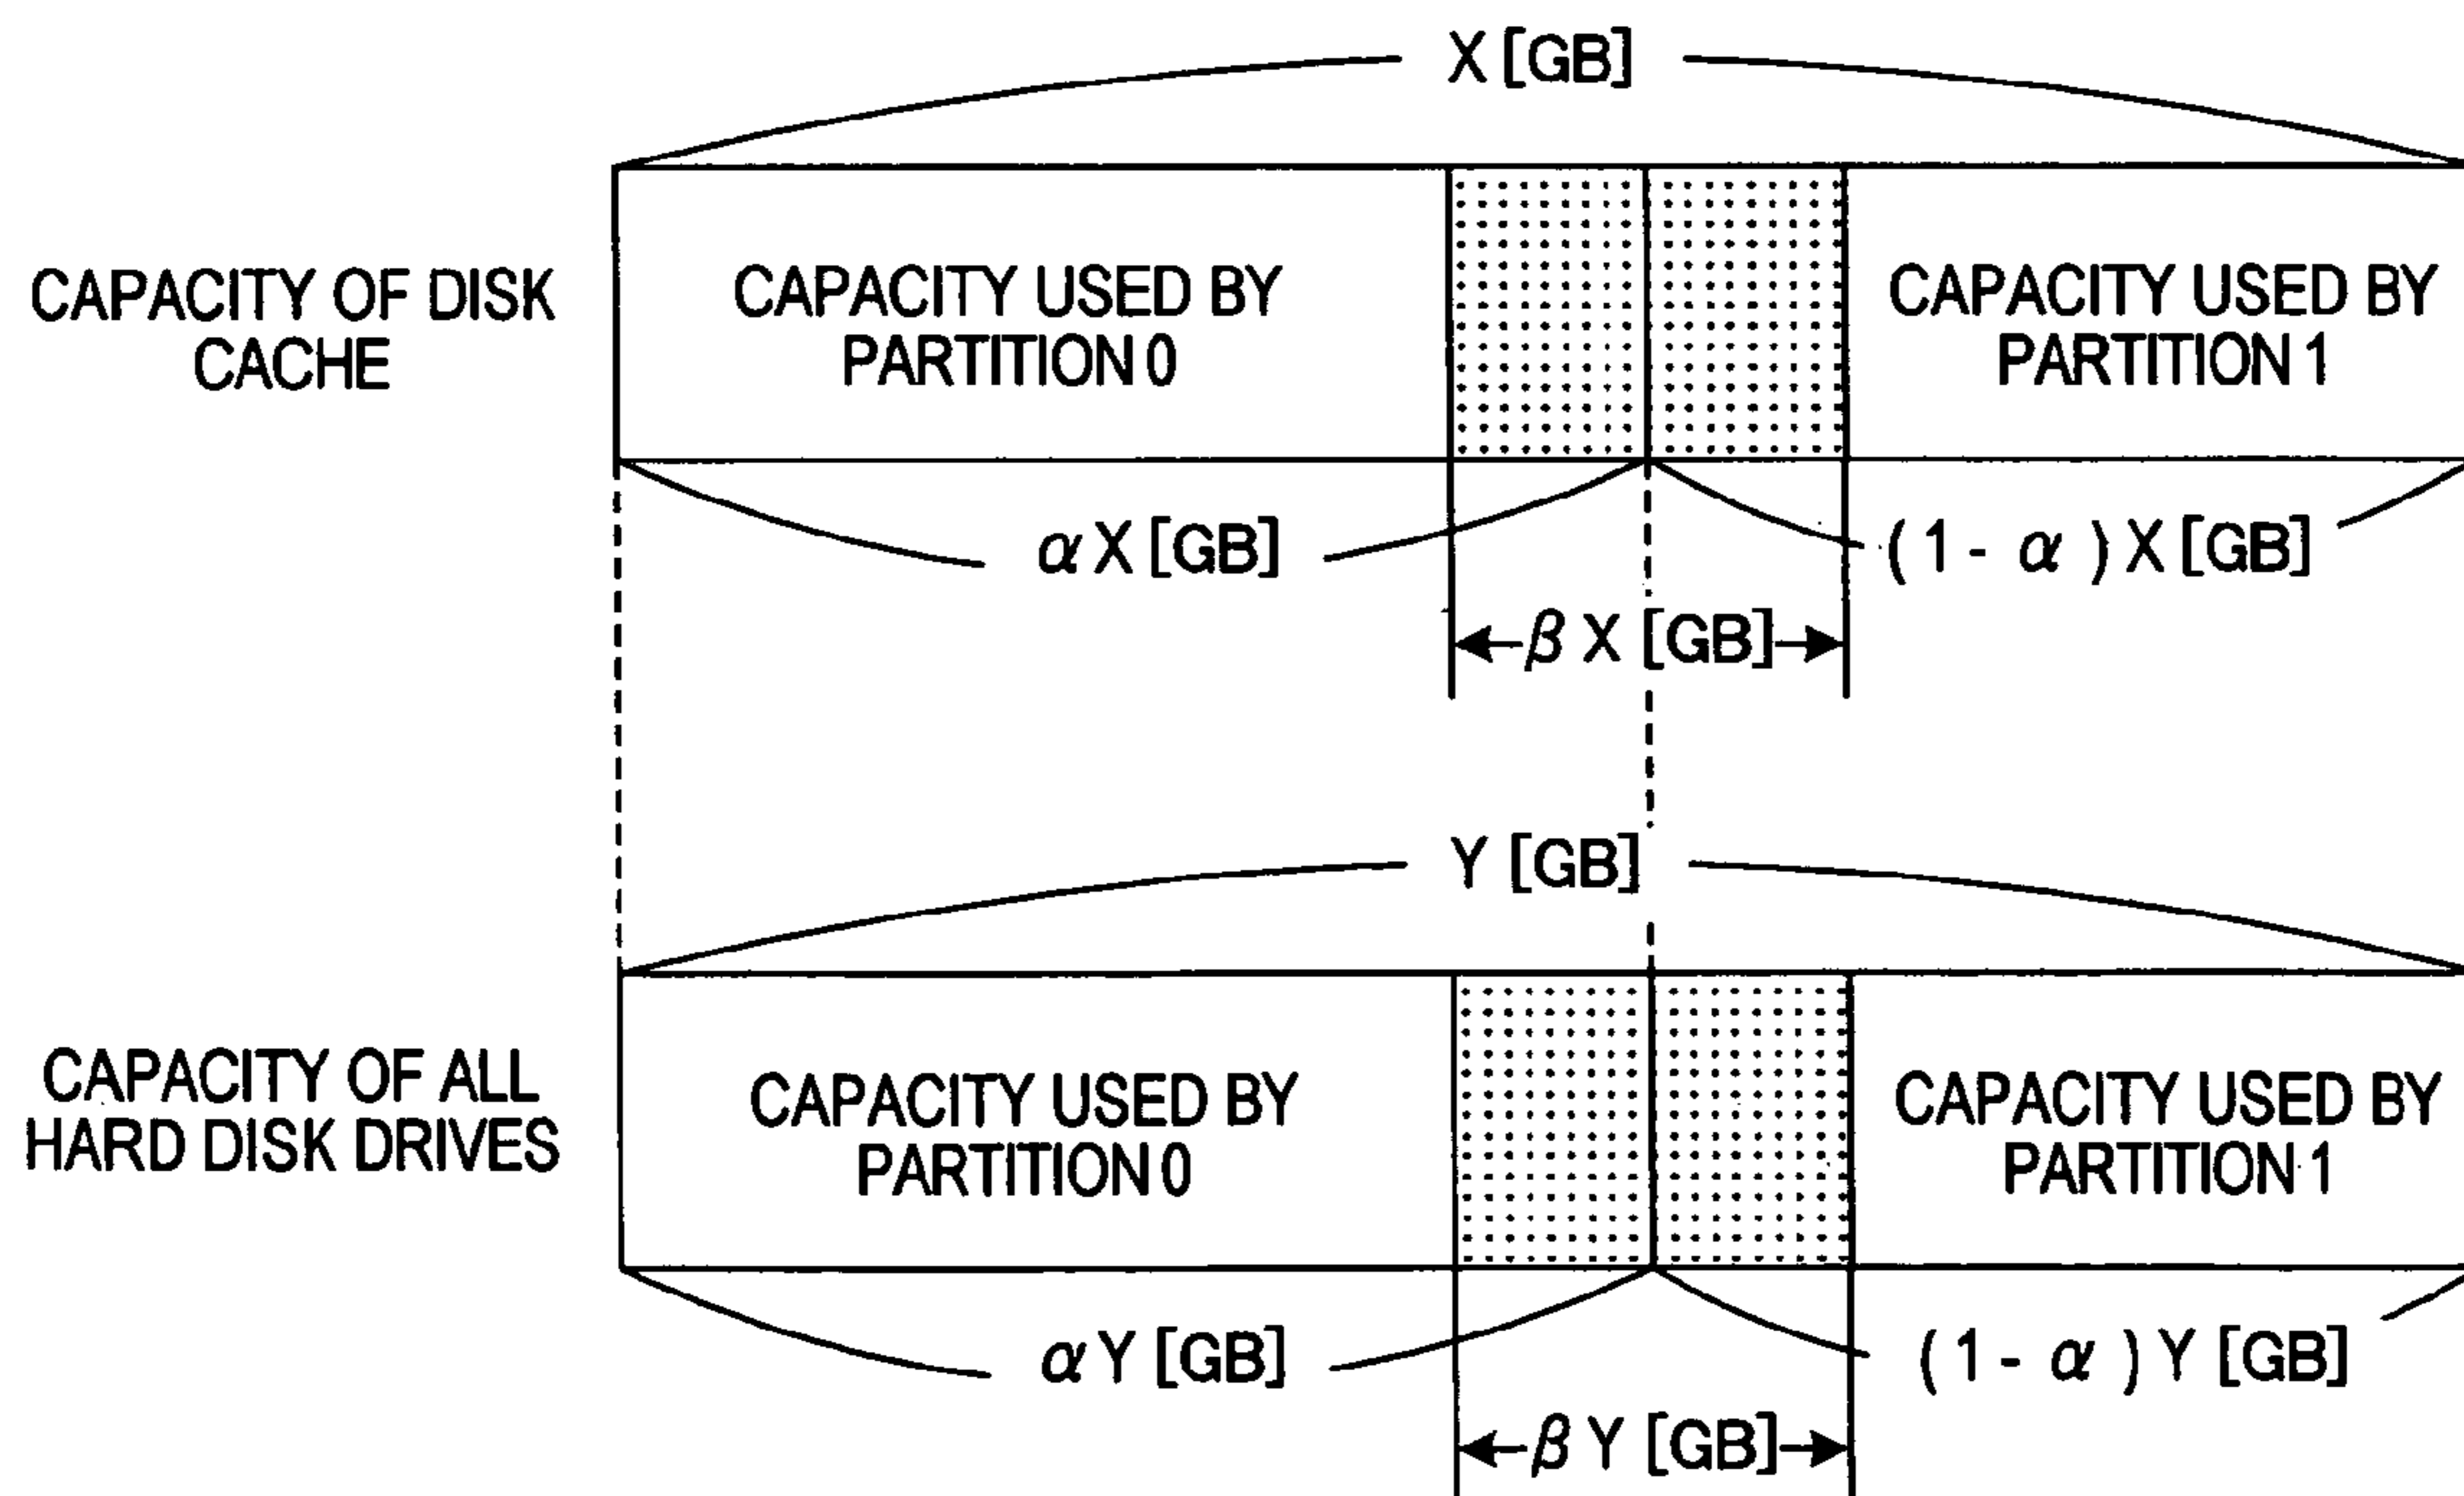 X [GB]
CAPACITY OF DISK
CACHE
CAPACITY USED BY
PARTITION 0
CAPACITY USED BY
PARTITION 1
α X [GB]
(1 - α ) X [GB]
β X [GB]
Y [GB]
CAPACITY OF ALL
HARD DISK DRIVES
CAPACITY USED BY
PARTITION 0
CAPACITY USED BY
PARTITION 1
α Y [GB]
(1 - α ) Y [GB]
β Y [GB]